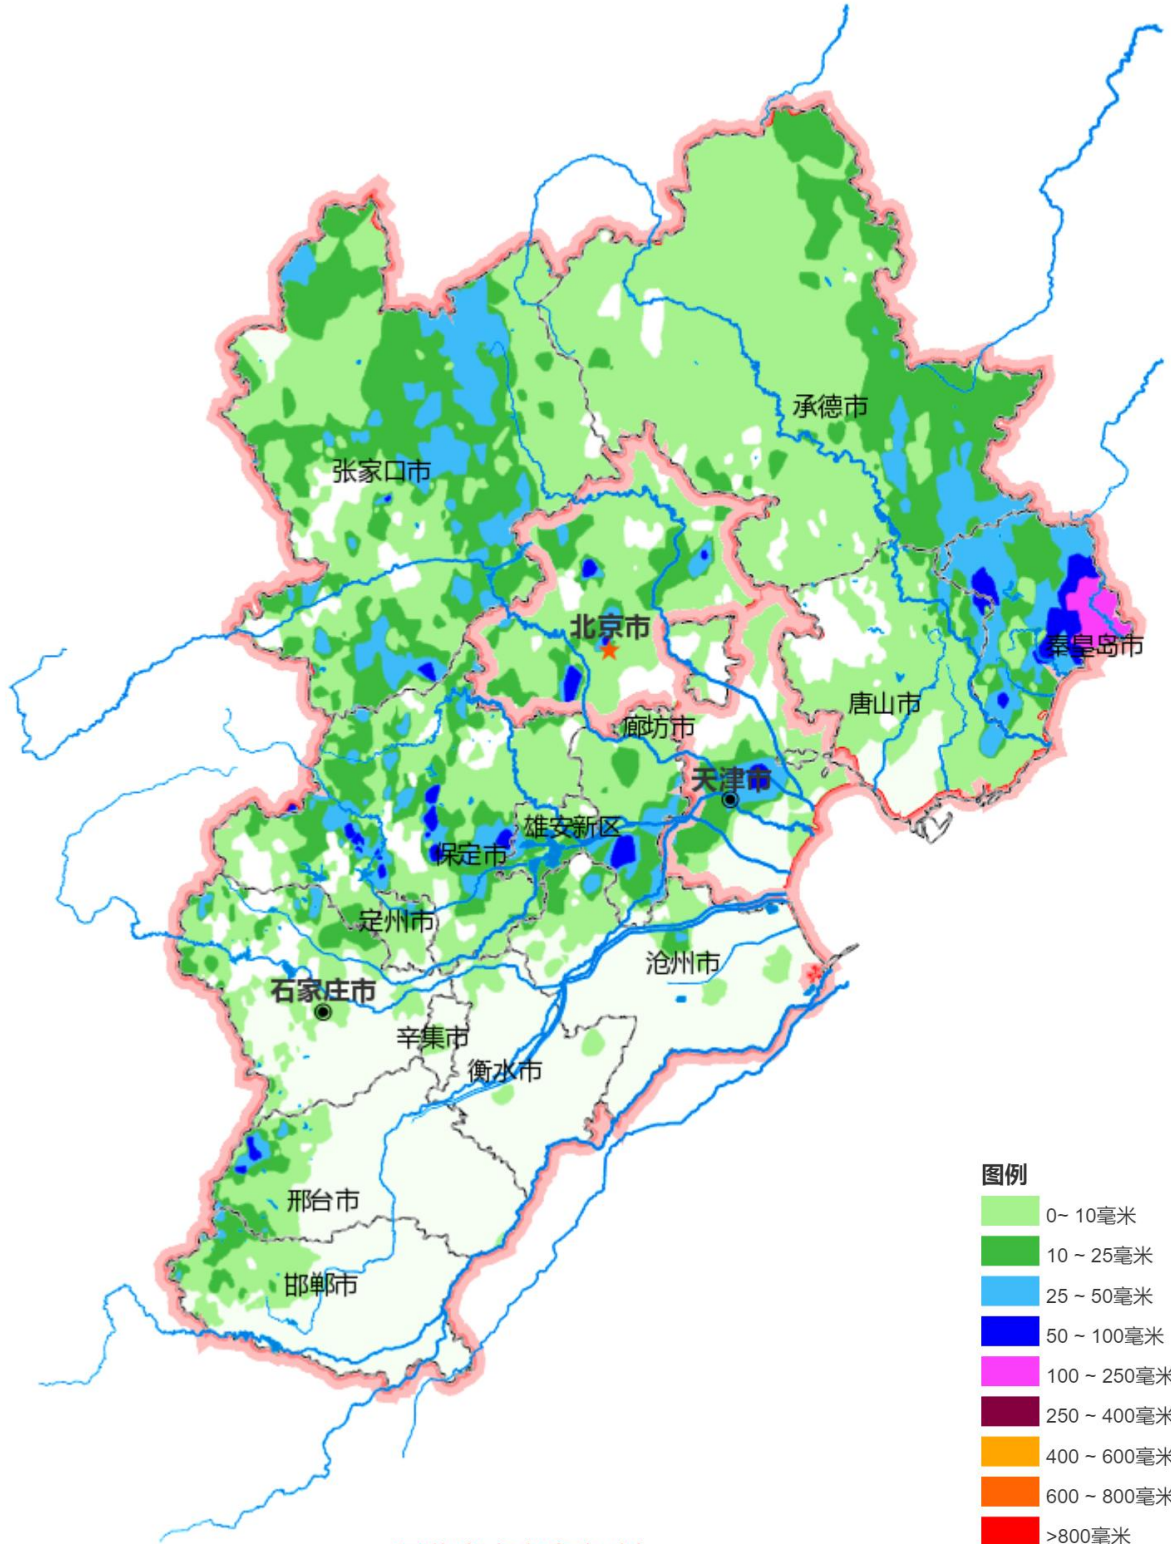 承德市
张家口市
北京市
秦皇岛市
唐山市
廊坊市
天津市
雄安新区
保定市
定州市
沧州市
石家庄市
辛集市
衡水市
邢台市
邯郸市
图例
0~ 10毫米
10 ~ 25毫米
25 ~ 50毫米
50 ~ 100毫米
100 ~ 250毫米
250 ~ 400毫米
400 ~ 600毫米
600 ~ 800毫米
>800毫米